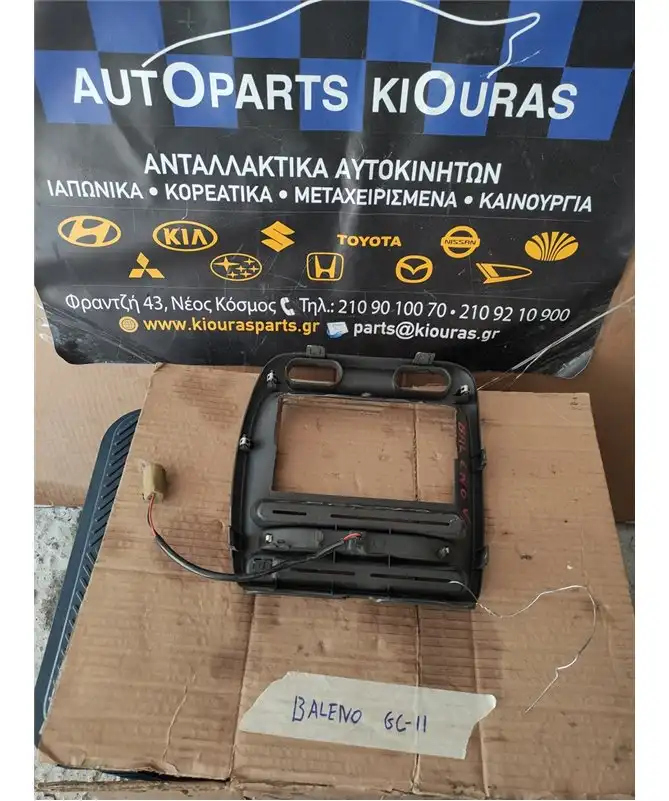 AUTOPARTS KIOURAS
ΑΝΤΑΛΛΑΚΤΙΚΑ ΑΥΤΟΚΙΝΗΤΩΝ
ΙΑΠΩΝΙΚΑ • ΚΟΡΕΑΤΙΚΑ • ΜΕΤΑΧΕΙΡΙΣΜΕΝΑ • ΚΑΙΝΟΥΡΓΙΑ
KIA
TOYOTA
NISSAN
Φραντζή 43, Νέος Κόσμος Τηλ.: 210 90 100 70 • 210 92 10 900
www.kiourasparts.gr parts@kiouras.gr
BALENO GC-11